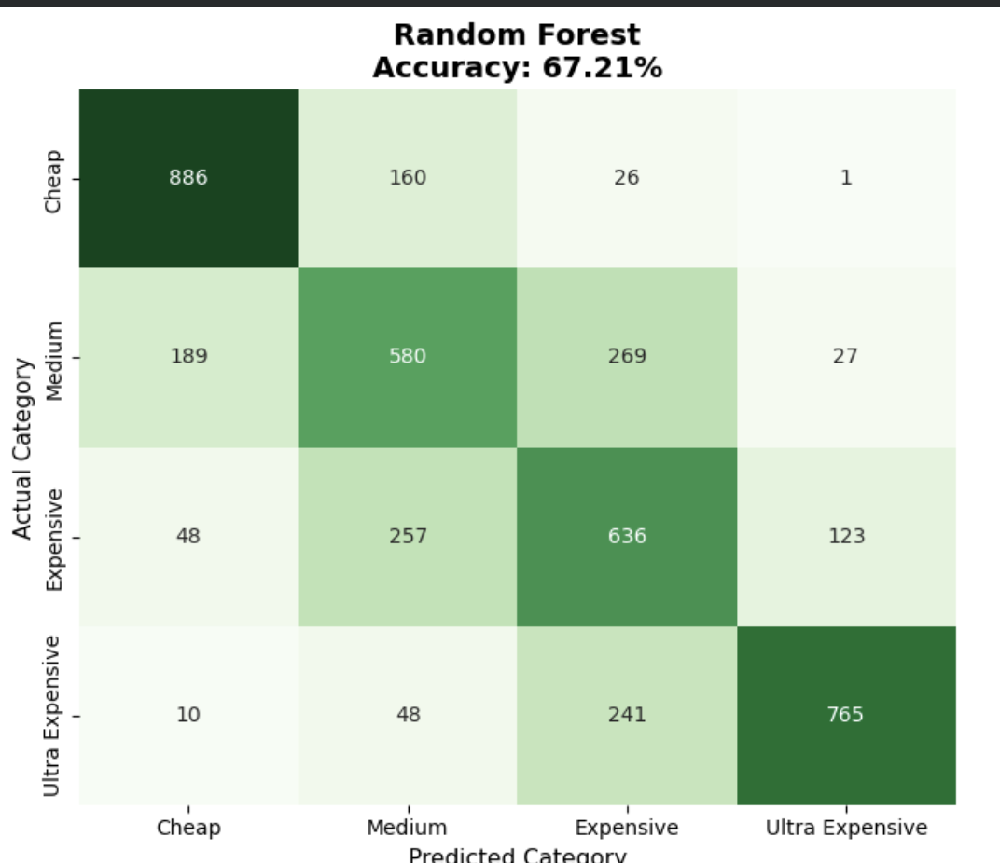 Random Forest
Accuracy: 67.21%
Actual Category
Cheap
886 160 26 1
Medium
189 580 269 27
Expensive
48 257 636 123
Ultra Expensive
10 48 241 765
Cheap Medium Expensive Ultra Expensive
Predicted Category